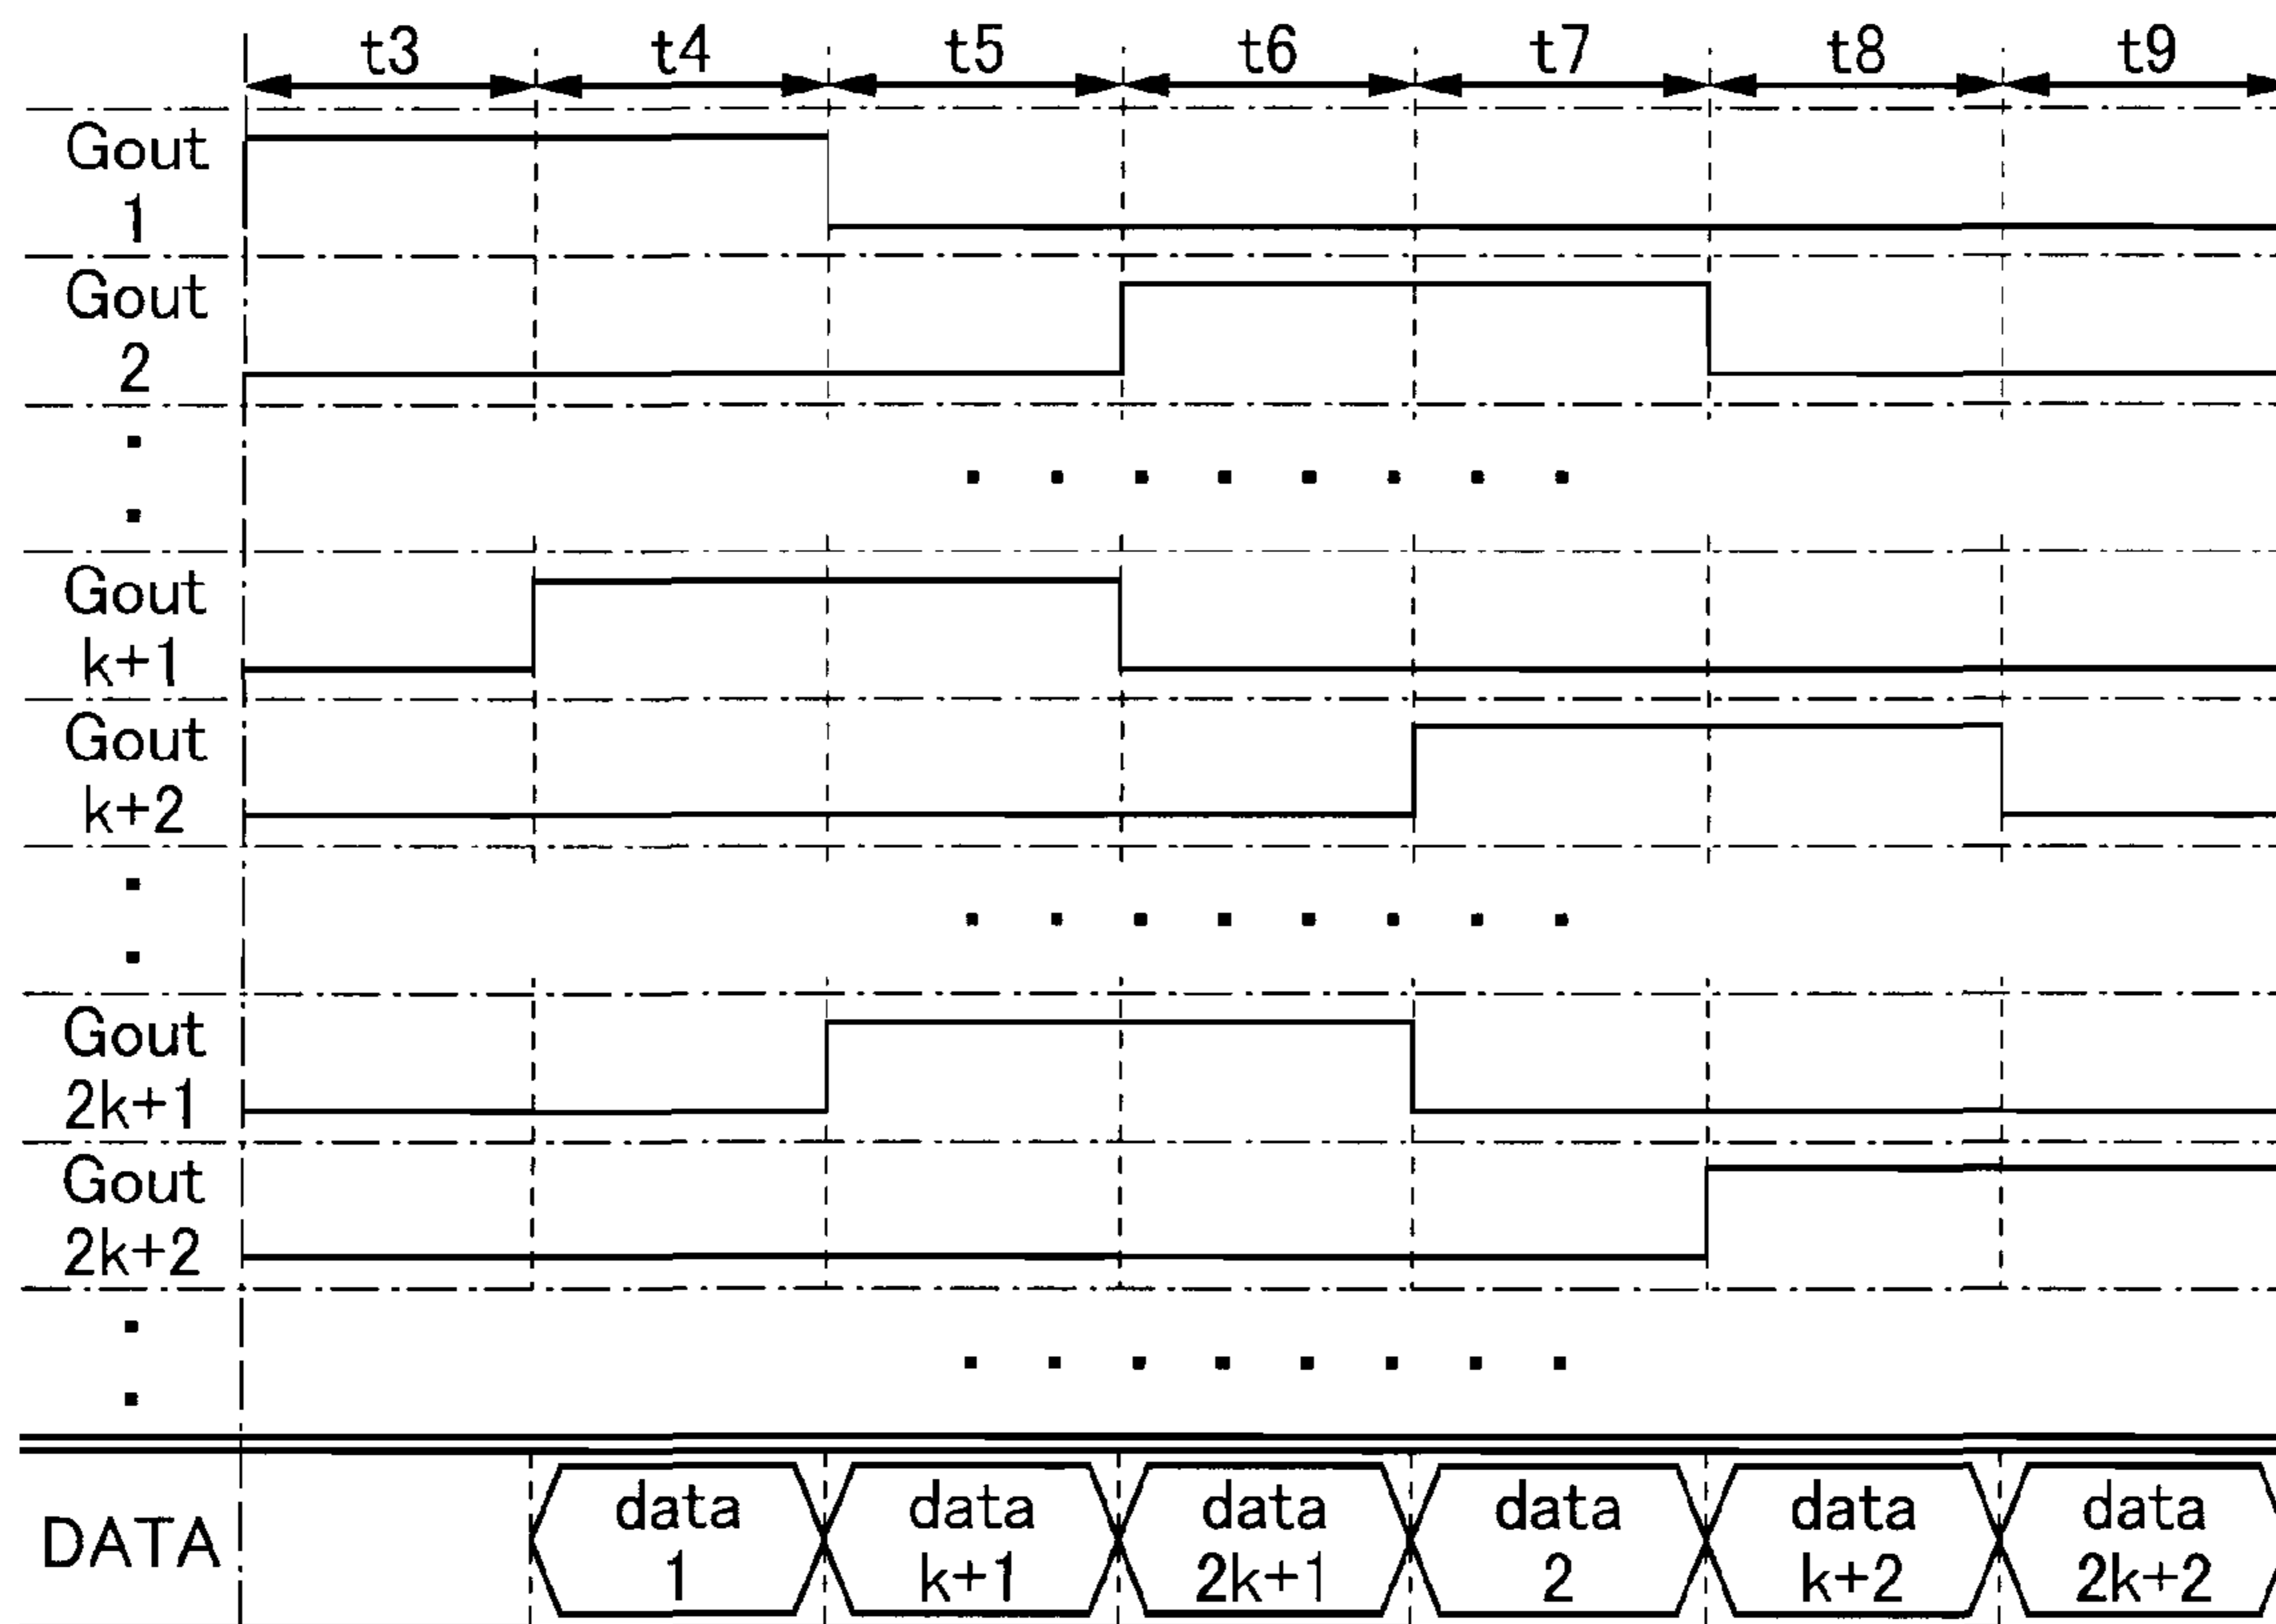 t3 t4 t5 t6 t7 t8 t9
Gout
1
Gout
2
Gout
k+1
Gout
k+2
Gout
2k+1
Gout
2k+2
DATA
data
1
data
k+1
data
2k+1
data
2
data
k+2
data
2k+2